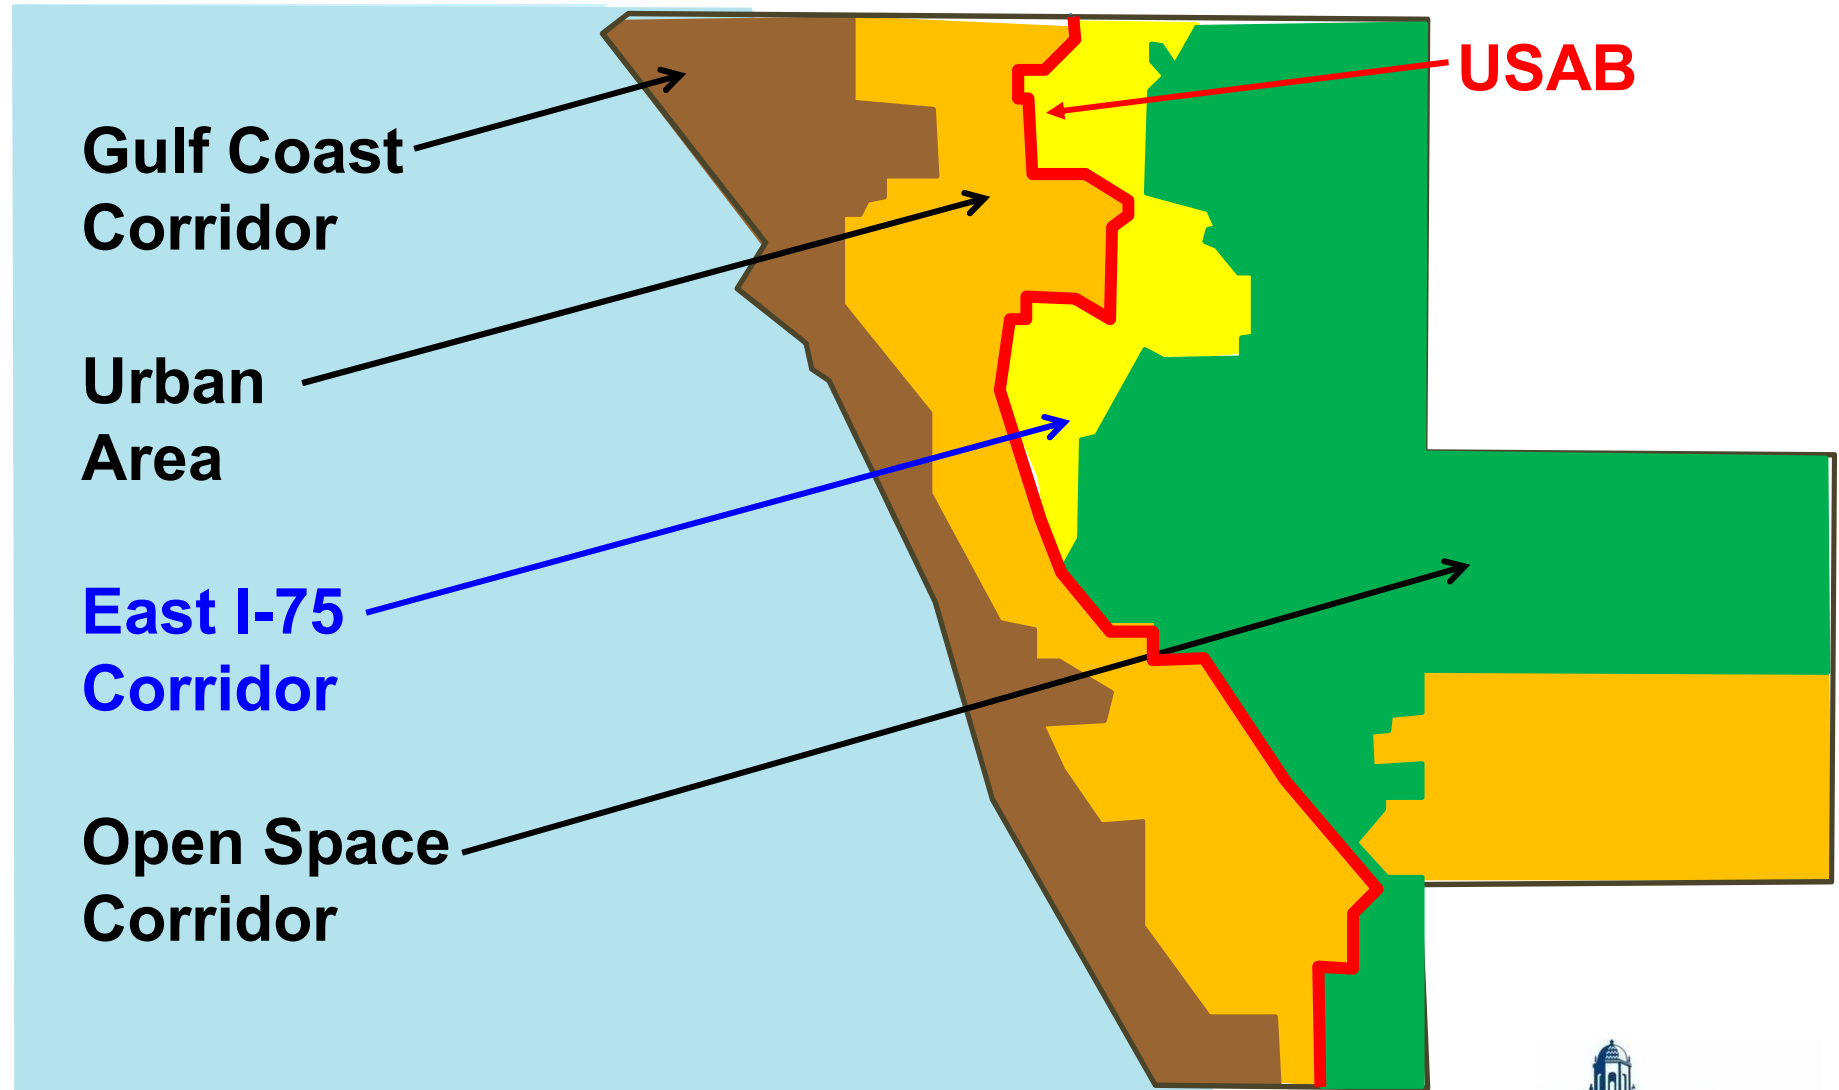 USAB
Gulf Coast
Corridor
Urban
Area
East I-75
Corridor
Open Space
Corridor